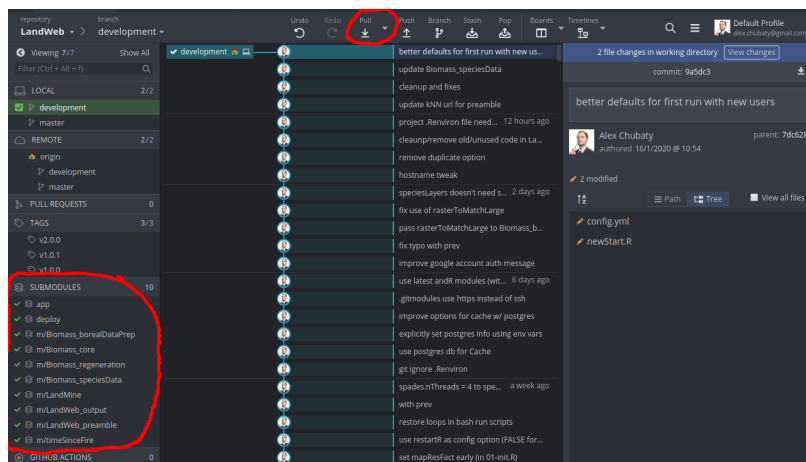 repository
branch
LandWeb
development
Undo
Redo
Pull
Push
Branch
Stash
Pop
Boards
Timelines
Default Profile
alex.chubaty@gmail.com
Viewing 7/7
Show All
Filter (Ctrl + Alt + f)
LOCAL 2/2
development
master
REMOTE 2/2
origin
development
master
PULL REQUESTS 0
TAGS 3/3
v2.0.0
v1.0.1
v1.0.0
SUBMODULES 10
app
deploy
m/Biomass_borealDataPrep
m/Biomass_core
m/Biomass_regeneration
m/Biomass_speciesData
m/LandMine
m/LandWeb_output
m/LandWeb_preamble
m/timeSinceFire
GITHUB ACTIONS 0
development
better defaults for first run with new us...
update Biomass_speciesData
cleanup and fixes
update kNN url for preamble
project .Renviron file need... 12 hours ago
cleaunp/remove old/unused code in La...
remove duplicate option
hostname tweak
speciesLayers doesn't need s... 2 days ago
fix use of rasterToMatchLarge
pass rasterToMatchLarge to Biomass_b...
fix typo with prev
improve google account auth message
use latest andR modules (wit... 6 days ago
.gitmodules use https instead of ssh
improve options for cache w/ postgres
explicitly set postgres info using env vars
use postgres db for Cache
git ignore .Renviron
spades.nThreads = 4 to spe... a week ago
with prev
restore loops in bash run scripts
use restartR as config option (FALSE for...
set mapResFact early (in 01-init.R)
2 file changes in working directory
View changes
commit: 9a5dc3
better defaults for first run with new users
Alex Chubaty
authored 16/1/2020 @ 10:54
parent: 7dc628
2 modified
Path
Tree
View all files
config.yml
newStart.R